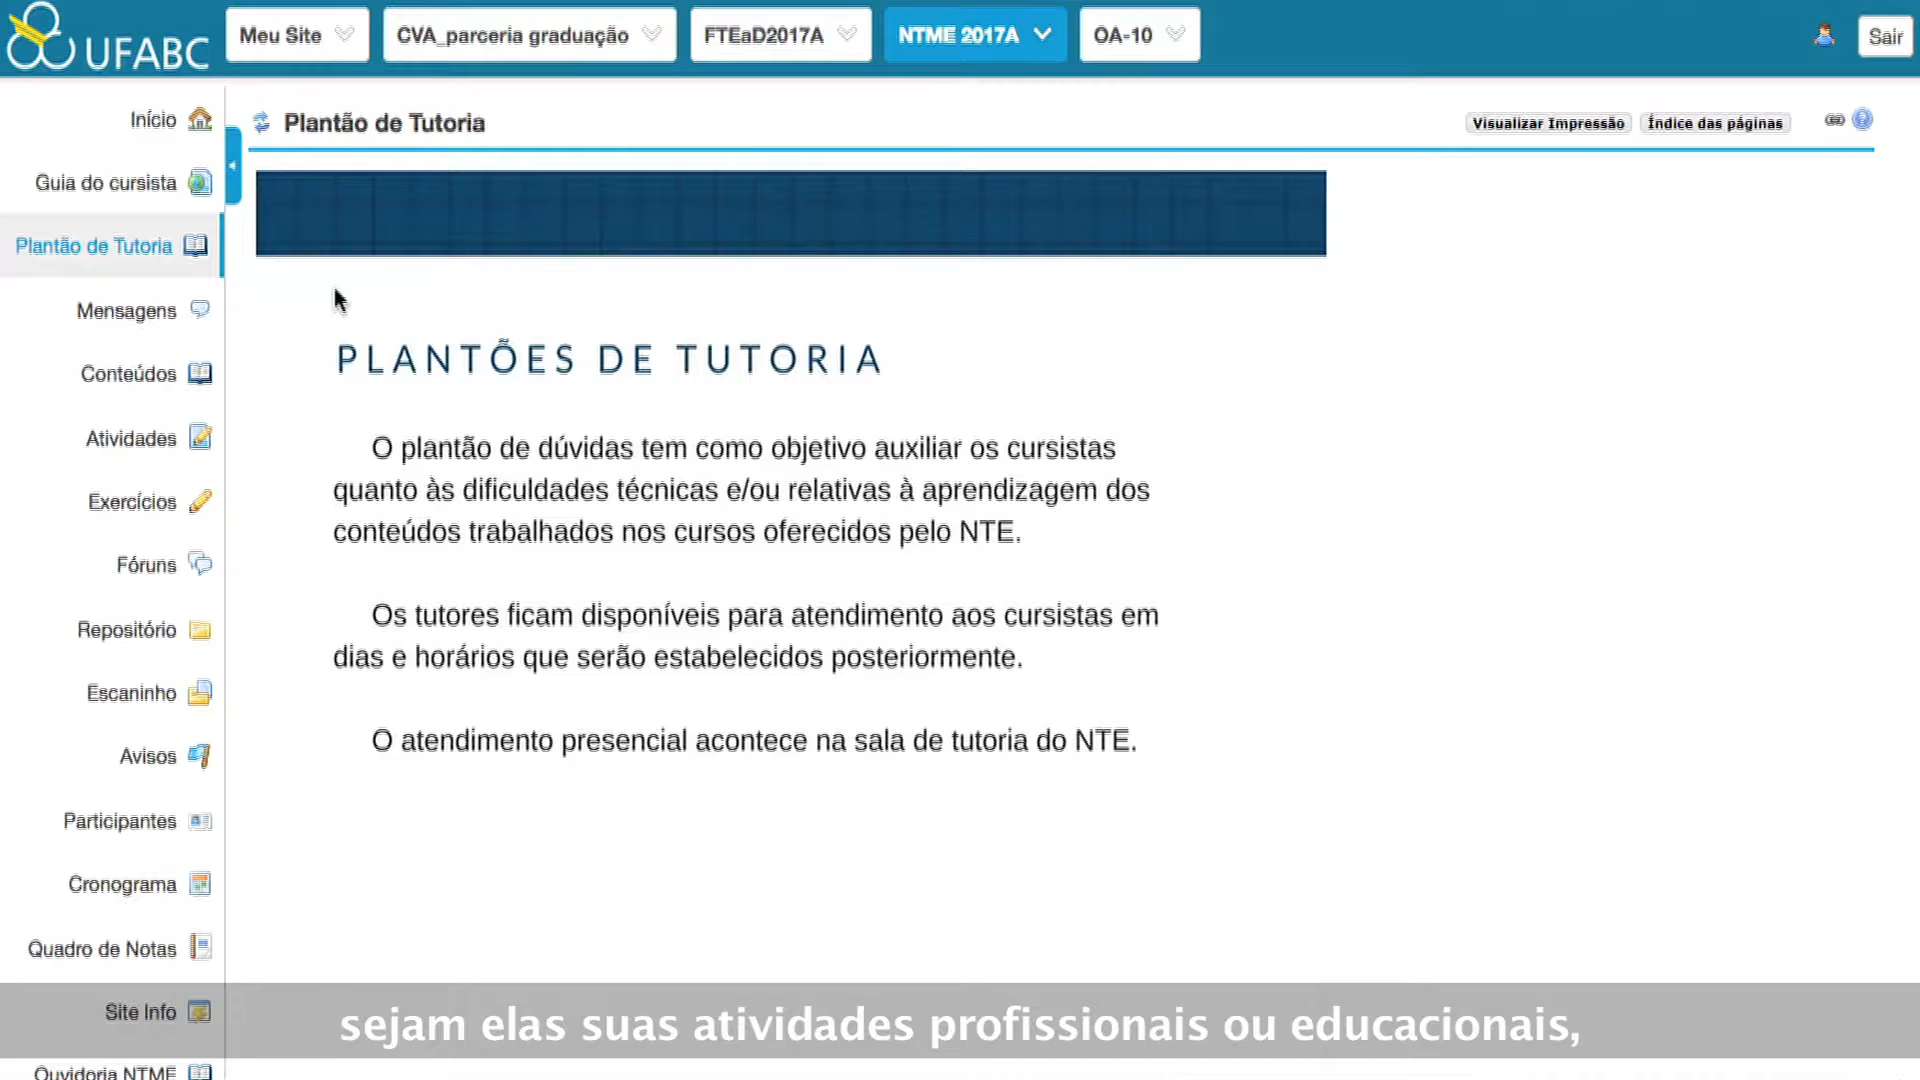 UFABC
Meu Site
CVA_parceria graduação
FTEaD2017A
NTME 2017A
OA-10
Sair
Início
Guia do cursista
Plantão de Tutoria
Mensagens
Conteúdos
Atividades
Exercícios
Fóruns
Repositório
Escaninho
Avisos
Participantes
Cronograma
Quadro de Notas
Site Info
Ouvidoria NTME
Plantão de Tutoria
Visualizar Impressão
Índice das páginas
PLANTÕES DE TUTORIA
O plantão de dúvidas tem como objetivo auxiliar os cursistas
quanto às dificuldades técnicas e/ou relativas à aprendizagem dos
conteúdos trabalhados nos cursos oferecidos pelo NTE.
Os tutores ficam disponíveis para atendimento aos cursistas em
dias e horários que serão estabelecidos posteriormente.
O atendimento presencial acontece na sala de tutoria do NTE.
sejam elas suas atividades profissionais ou educacionais,